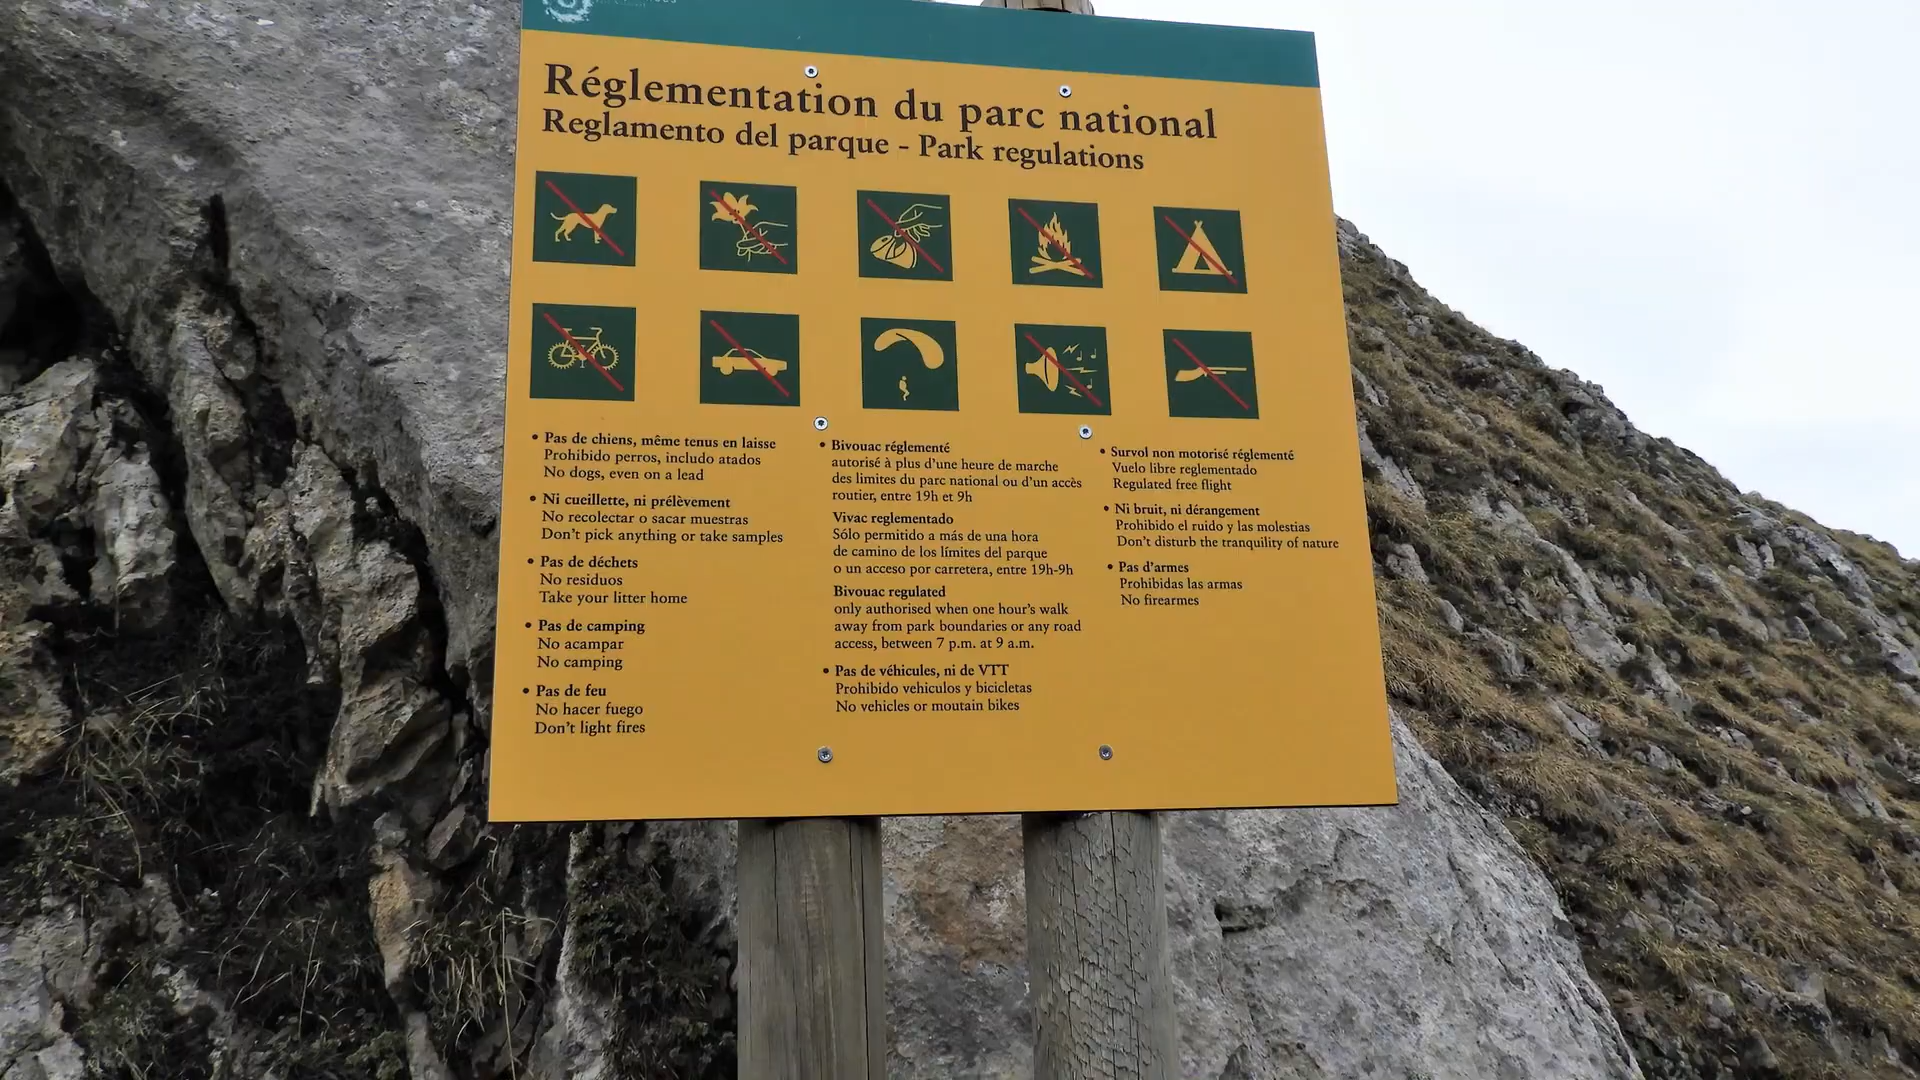 Réglementation du parc national
Reglamento del parque - Park regulations
• Pas de chiens, même tenus en laisse
Prohibido perros, includo atados
No dogs, even on a lead
• Ni cueillette, ni prélèvement
No recolectar o sacar muestras
Don't pick anything or take samples
• Pas de déchets
No residuos
Take your litter home
• Pas de camping
No acampar
No camping
• Pas de feu
No hacer fuego
Don't light fires
• Bivouac réglementé
autorisé à plus d'une heure de marche
des limites du parc national ou d'un accès
routier, entre 19h et 9h
Vivac reglementado
Sólo permitido a más de una hora
de camino de los límites del parque
o un acceso por carretera, entre 19h-9h
Bivouac regulated
only authorised when one hour's walk
away from park boundaries or any road
access, between 7 p.m. at 9 a.m.
• Pas de véhicules, ni de VTT
Prohibido vehiculos y bicicletas
No vehicles or moutain bikes
• Survol non motorisé réglementé
Vuelo libre reglementado
Regulated free flight
• Ni bruit, ni dérangement
Prohibido el ruido y las molestias
Don't disturb the tranquility of nature
• Pas d'armes
Prohibidas las armas
No firearmes